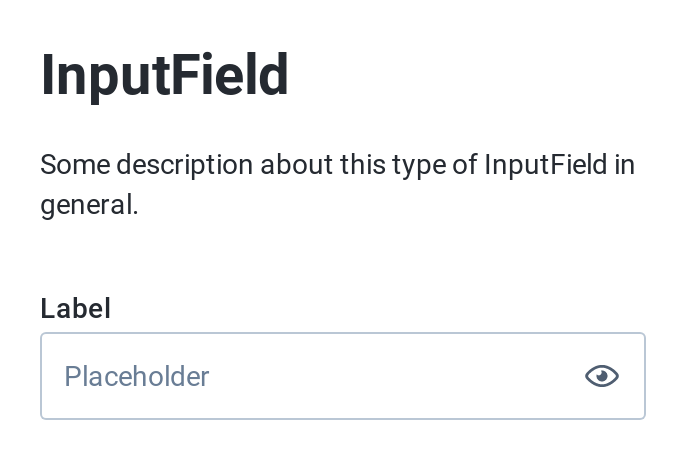 InputField
Some description about this type of InputField in
general.
Label
Placeholder